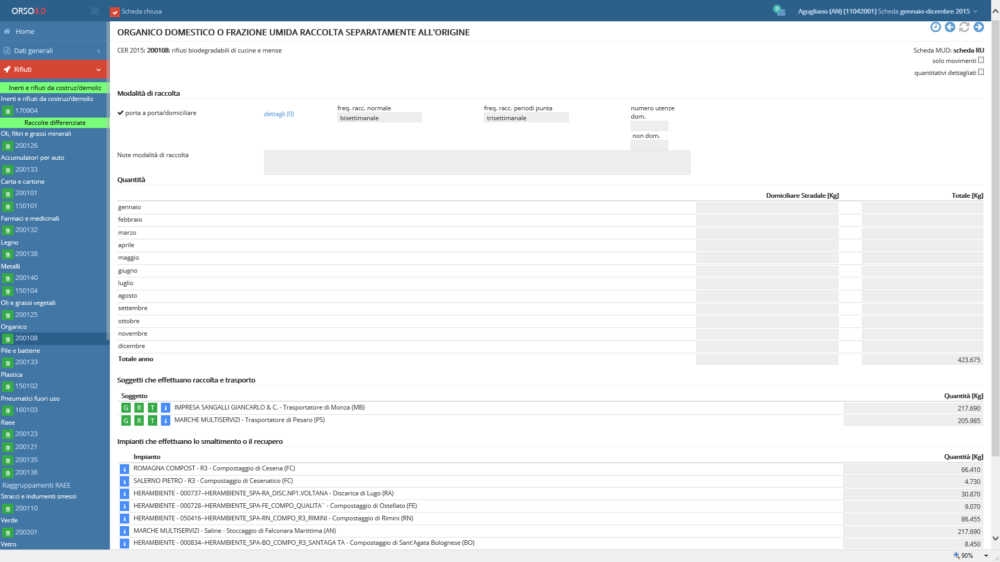 ORSO3.0
Scheda chiusa
0
Agugliano (AN) [11042001] Scheda gennaio-dicembre 2015
Home
Dati generali
Rifiuti
Inerti e rifiuti da costruz/demoliz
Inerti e rifiuti da costruz/demoliz
170904
Raccolte differenziate
Oli, filtri e grassi minerali
200126
Accumulatori per auto
200133
Carta e cartone
200101
150101
Farmaci e medicinali
200132
Legno
200138
Metalli
200140
150104
Oli e grassi vegetali
200125
Organico
200108
Pile e batterie
200133
Plastica
150102
Pneumatici fuori uso
160103
Raee
200123
200121
200135
200136
Raggruppamenti RAEE
Stracci e indumenti smessi
200110
Verde
200201
Vetro
ORGANICO DOMESTICO O FRAZIONE UMIDA RACCOLTA SEPARATAMENTE ALL'ORIGINE
CER 2015: 200108: rifiuti biodegradabili di cucine e mense
Scheda MUD: scheda RU
solo movimenti
quantitativi dettagliati
Modalità di raccolta
porta a porta/domiciliare
dettagli (0)
freq. racc. normale
bisettimanale
freq. racc. periodi punta
trisettimanale
numero utenze
dom.
non dom.
Note modalità di raccolta
Quantità
Domiciliare Stradale [Kg] Totale [Kg]
gennaio
febbraio
marzo
aprile
maggio
giugno
luglio
agosto
settembre
ottobre
novembre
dicembre
Totale anno 423.675
Soggetti che effettuano raccolta e trasporto
Soggetto Quantità [Kg]
G R T i IMPRESA SANGALLI GIANCARLO & C. - Trasportatore di Monza (MB) 217.690
G R T i MARCHE MULTISERVIZI - Trasportatore di Pesaro (PS) 205.985
Impianti che effettuano lo smaltimento o il recupero
Impianto Quantità [Kg]
i ROMAGNA COMPOST - R3 - Compostaggio di Cesena (FC) 66.410
i SALERNO PIETRO - R3 - Compostaggio di Cesenatico (FC) 4.730
i HERAMBIENTE - 000737--HERAMBIENTE_SPA-RA_DISC.NP1.VOLTANA - Discarica di Lugo (RA) 30.870
i HERAMBIENTE - 000728--HERAMBIENTE_SPA-FE_COMPO_QUALITA` - Compostaggio di Ostellato (FE) 9.070
i HERAMBIENTE - 050416--HERAMBIENTE_SPA-RN_COMPO_R3_RIMINI - Compostaggio di Rimini (RN) 86.455
i MARCHE MULTISERVIZI - Saline - Stoccaggio di Falconara Marittima (AN) 217.690
i HERAMBIENTE - 000834--HERAMBIENTE_SPA-BO_COMPO_R3_SANTAGA TA - Compostaggio di Sant'Agata Bolognese (BO) 8.450
90%